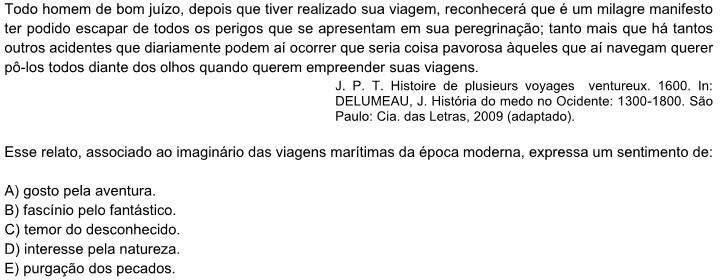 Todo homem de bom juízo, depois que tiver realizado sua viagem, reconhecerá que é um milagre manifesto
ter podido escapar de todos os perigos que se apresentam em sua peregrinação; tanto mais que há tantos
outros acidentes que diariamente podem aí ocorrer que seria coisa pavorosa àqueles que aí navegam querer
pô-los todos diante dos olhos quando querem empreender suas viagens.
J. P. T. Histoire de plusieurs voyages ventureux. 1600. In:
DELUMEAU, J. História do medo no Ocidente: 1300-1800. São
Paulo: Cia. das Letras, 2009 (adaptado).
Esse relato, associado ao imaginário das viagens marítimas da época moderna, expressa um sentimento de:
A) gosto pela aventura.
B) fascínio pelo fantástico.
C) temor do desconhecido.
D) interesse pela natureza.
E) purgação dos pecados.